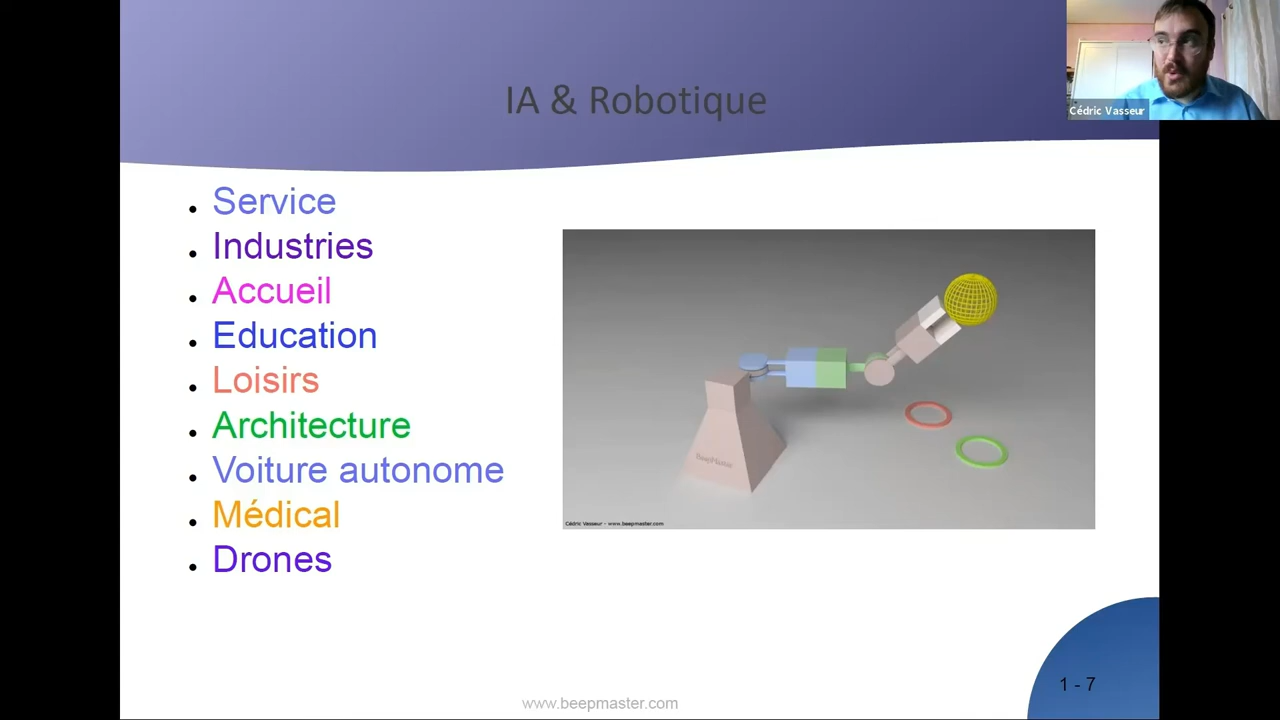 IA & Robotique
Cédric Vasseur
Service
Industries
Accueil
Education
Loisirs
Architecture
Voiture autonome
Médical
Drones
BeepMaster
Cédric Vasseur - www.beepmaster.com
www.beepmaster.com
1 - 7